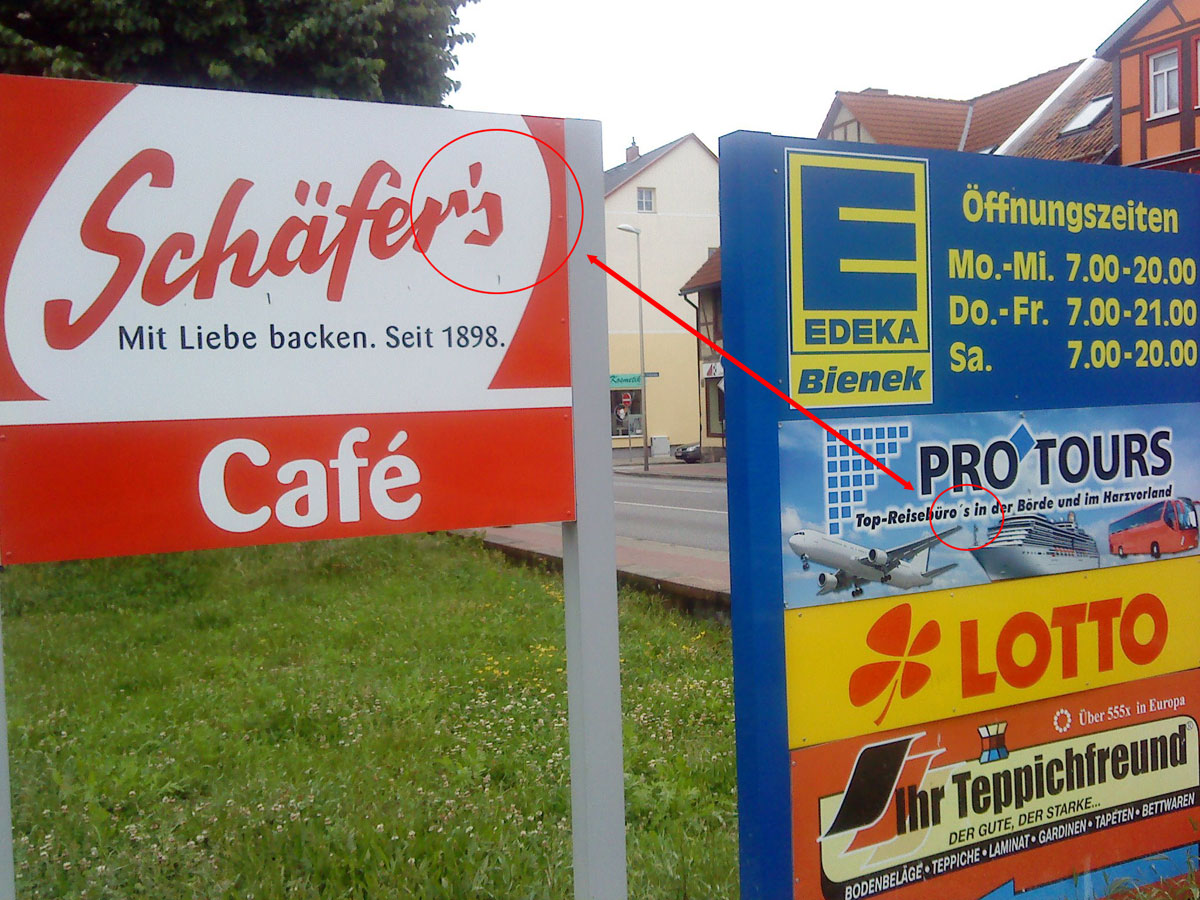 Schäfer's
Mit Liebe backen. Seit 1898.
Café
Kosmetik
EDEKA
Bienek
Öffnungszeiten
Mo.-Mi. 7.00-20.00
Do.-Fr. 7.00-21.00
Sa. 7.00-20.00
PRO TOURS
Top-Reisebüro´s in der Börde und im Harzvorland
LOTTO
Über 555x in Europa
Ihr Teppichfreund®
DER GUTE, DER STARKE...
BODENBELÄGE • TEPPICHE • LAMINAT • GARDINEN • TAPETEN • BETTWAREN